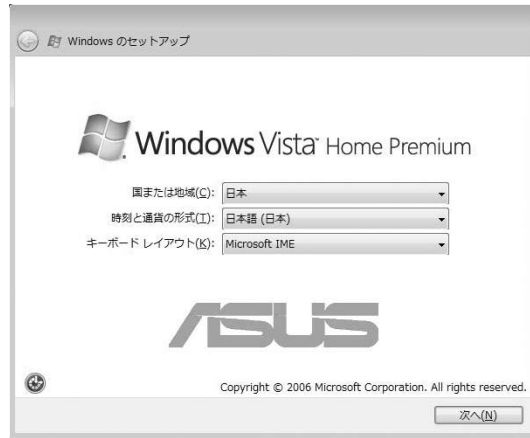 Windows のセットアップ
Windows Vista™ Home Premium
国または地域(C): 日本
時刻と通貨の形式(T): 日本語 (日本)
キーボード レイアウト(K): Microsoft IME
ASUS
Copyright © 2006 Microsoft Corporation. All rights reserved.
次へ(N)